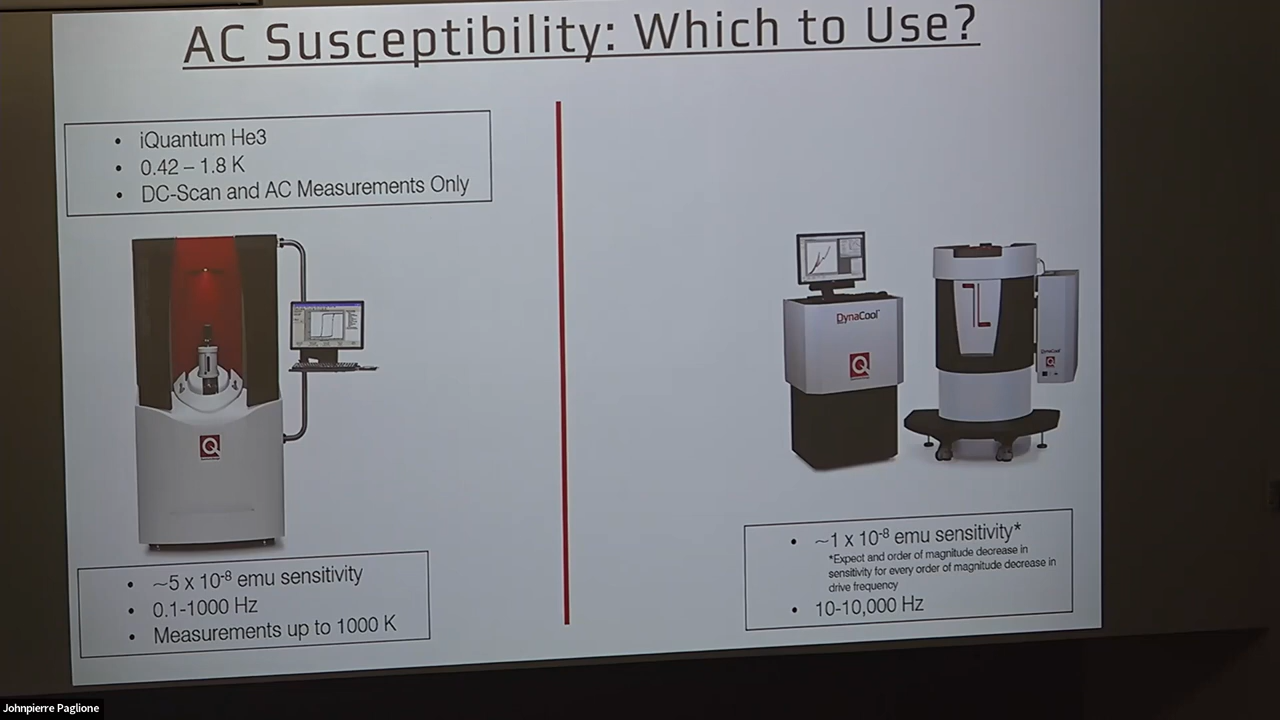 AC Susceptibility: Which to Use?
• iQuantum He3
• 0.42 – 1.8 K
• DC-Scan and AC Measurements Only
DynaCool
DynaCool
• ~5 x 10⁻⁸ emu sensitivity
• 0.1-1000 Hz
• Measurements up to 1000 K
• ~1 x 10⁻⁸ emu sensitivity*
*Expect and order of magnitude decrease in
sensitivity for every order of magnitude decrease in
drive frequency
• 10-10,000 Hz
Johnpierre Paglione